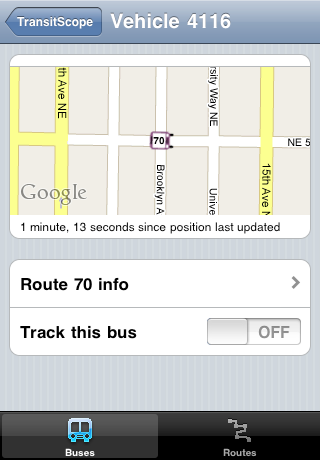 TransitScope
Vehicle 4116
th Ave NE
rsity Way NE
70
NE 5
Brooklyn A
Unive
15th Ave N
Google
1 minute, 13 seconds since position last updated
Route 70 info
Track this bus
OFF
Buses
Routes